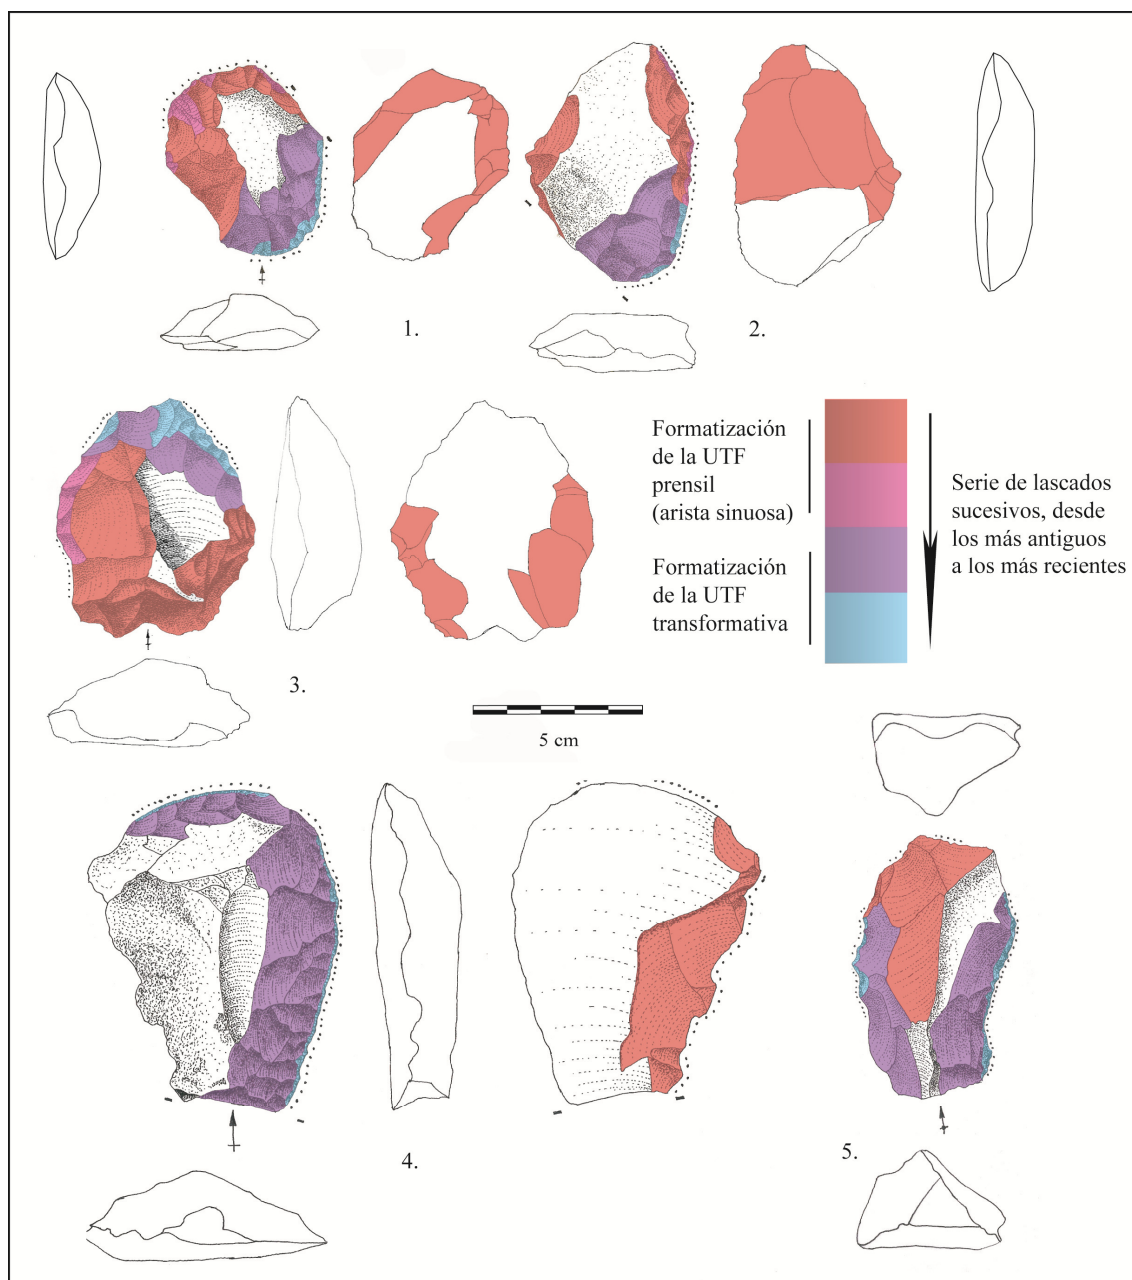 1.
2.
Formatización
de la UTF
prensil
(arista sinuosa)
Formatización
de la UTF
transformativa
Serie de lascados
sucesivos, desde
los más antiguos
a los más recientes
3.
5 cm
4.
5.